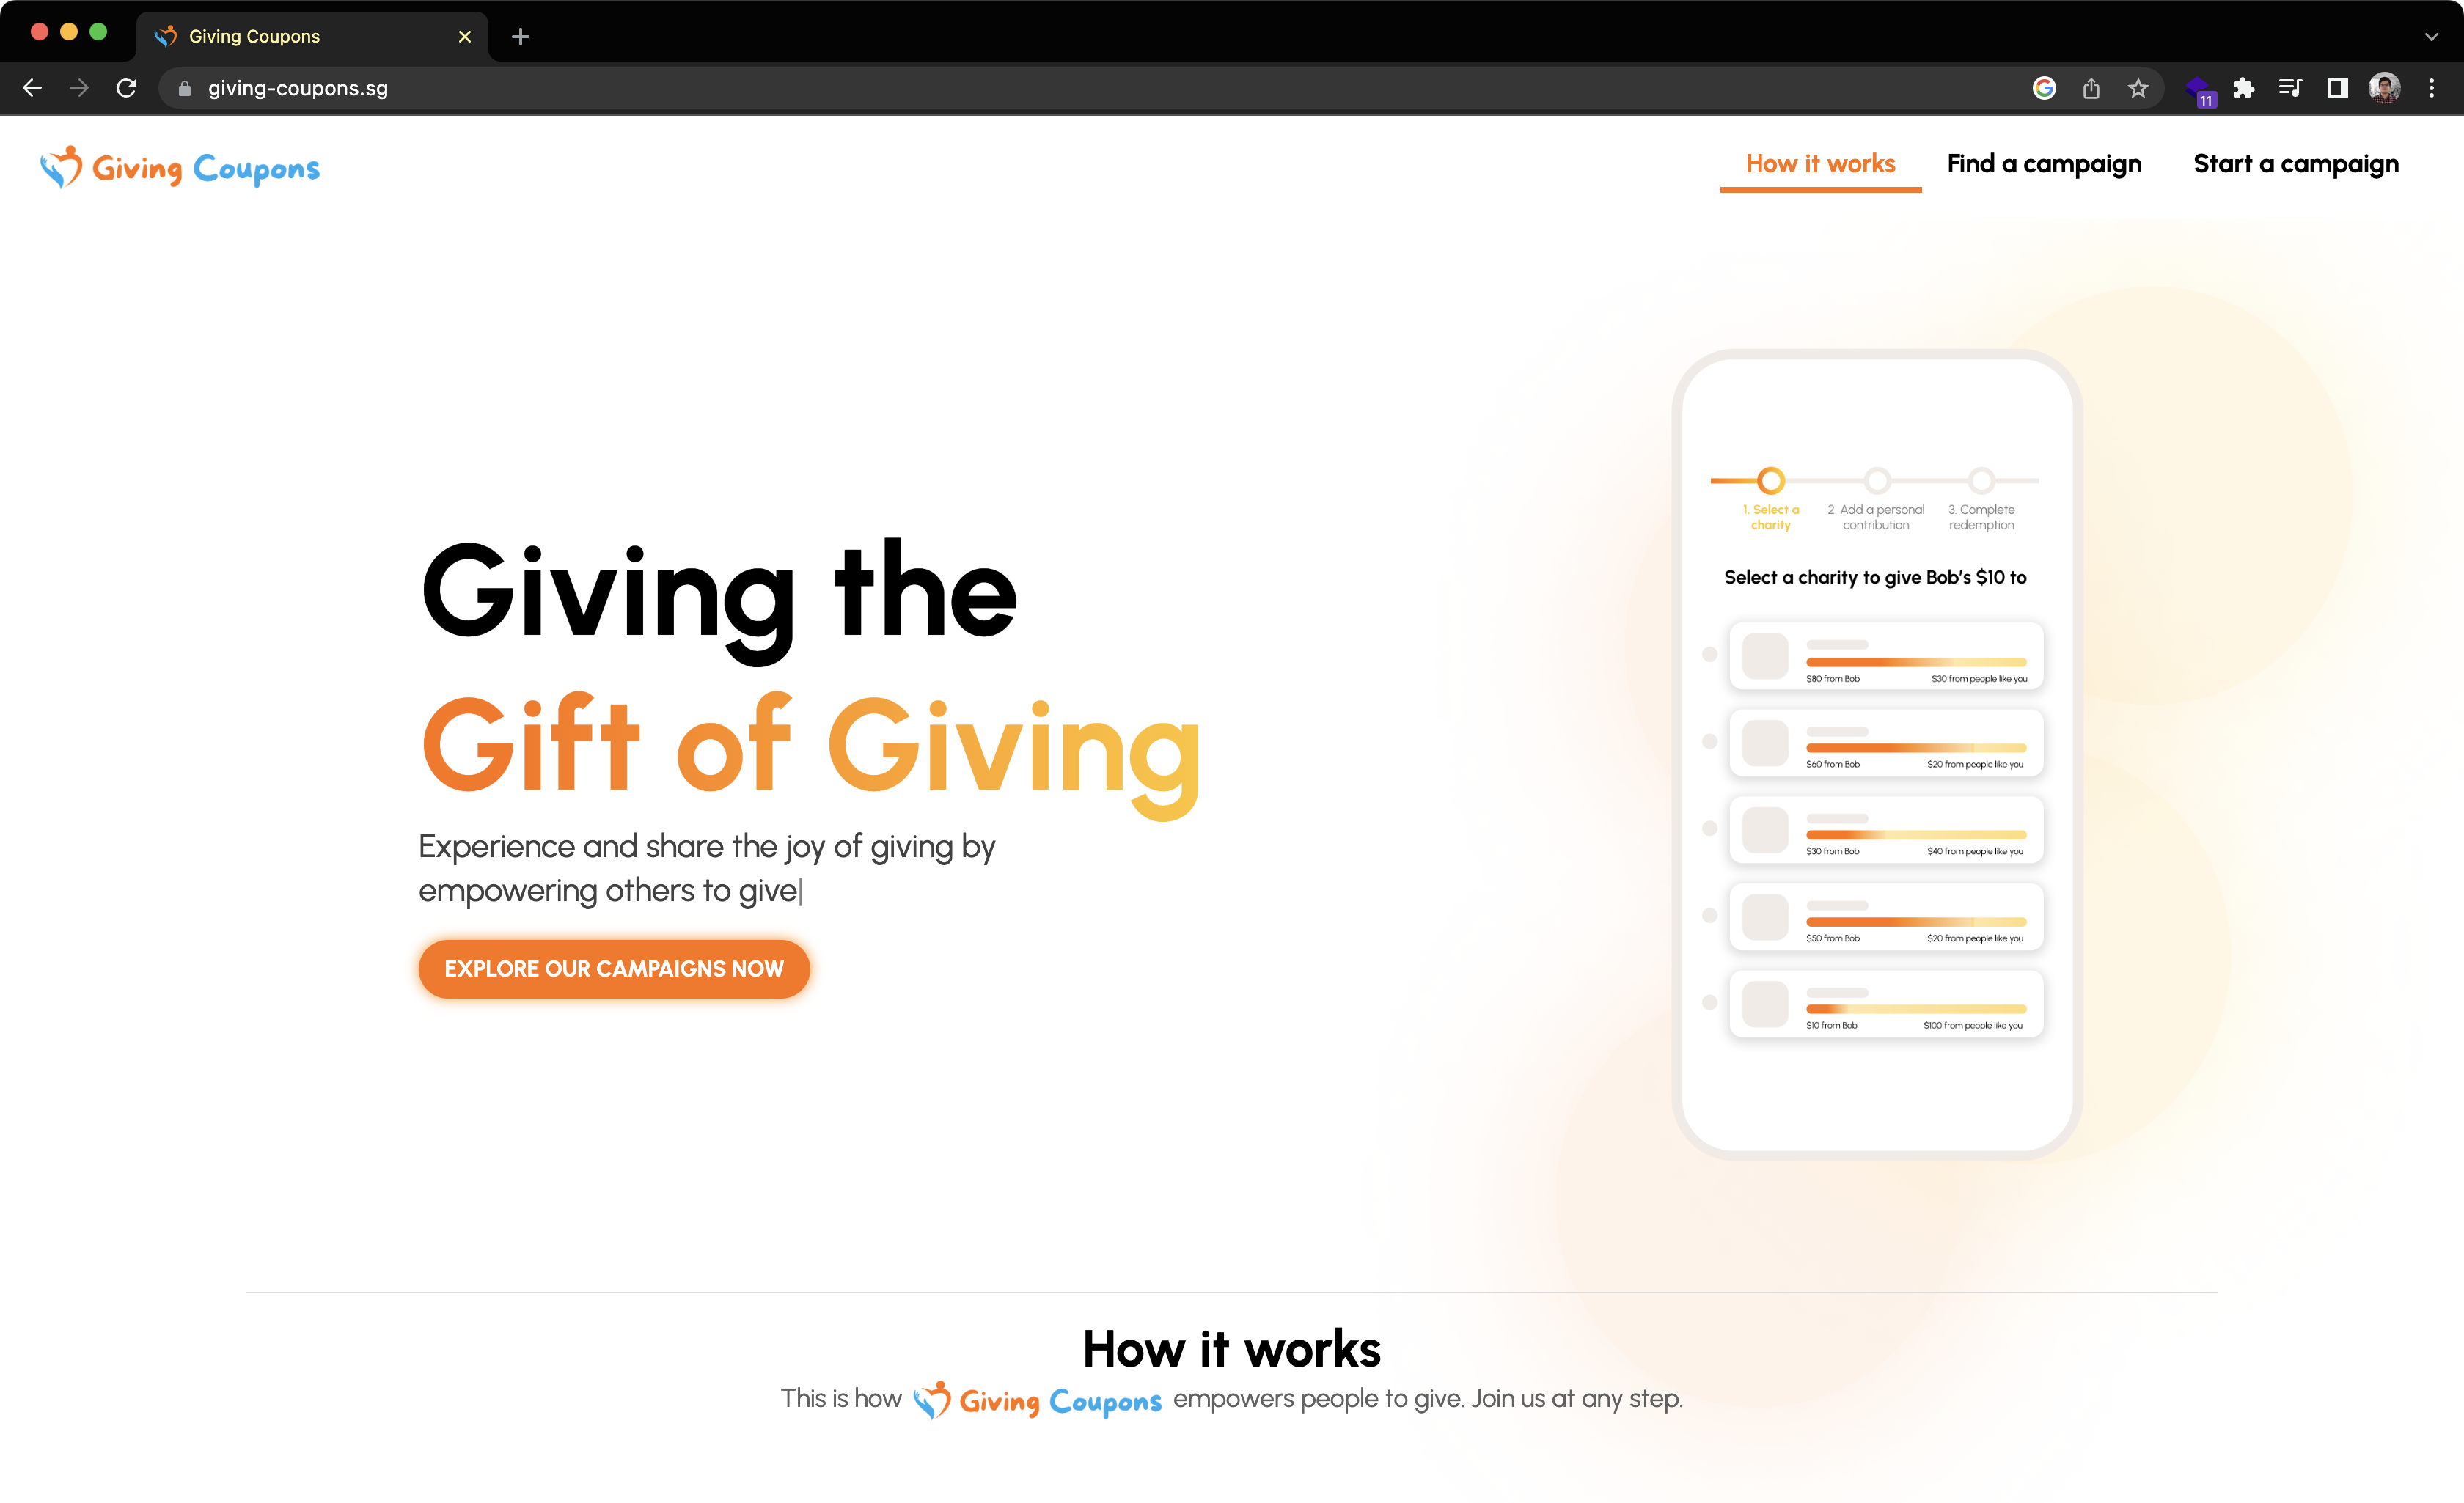 Giving Coupons
giving-coupons.sg
11
Giving Coupons
How it works
Find a campaign
Start a campaign
Giving the
Gift of Giving
Experience and share the joy of giving by
empowering others to give
EXPLORE OUR CAMPAIGNS NOW
1. Select a
charity
2. Add a personal
contribution
3. Complete
redemption
Select a charity to give Bob's $10 to
$80 from Bob
$30 from people like you
$60 from Bob
$20 from people like you
$30 from Bob
$40 from people like you
$50 from Bob
$20 from people like you
$10 from Bob
$100 from people like you
How it works
This is how Giving Coupons empowers people to give. Join us at any step.